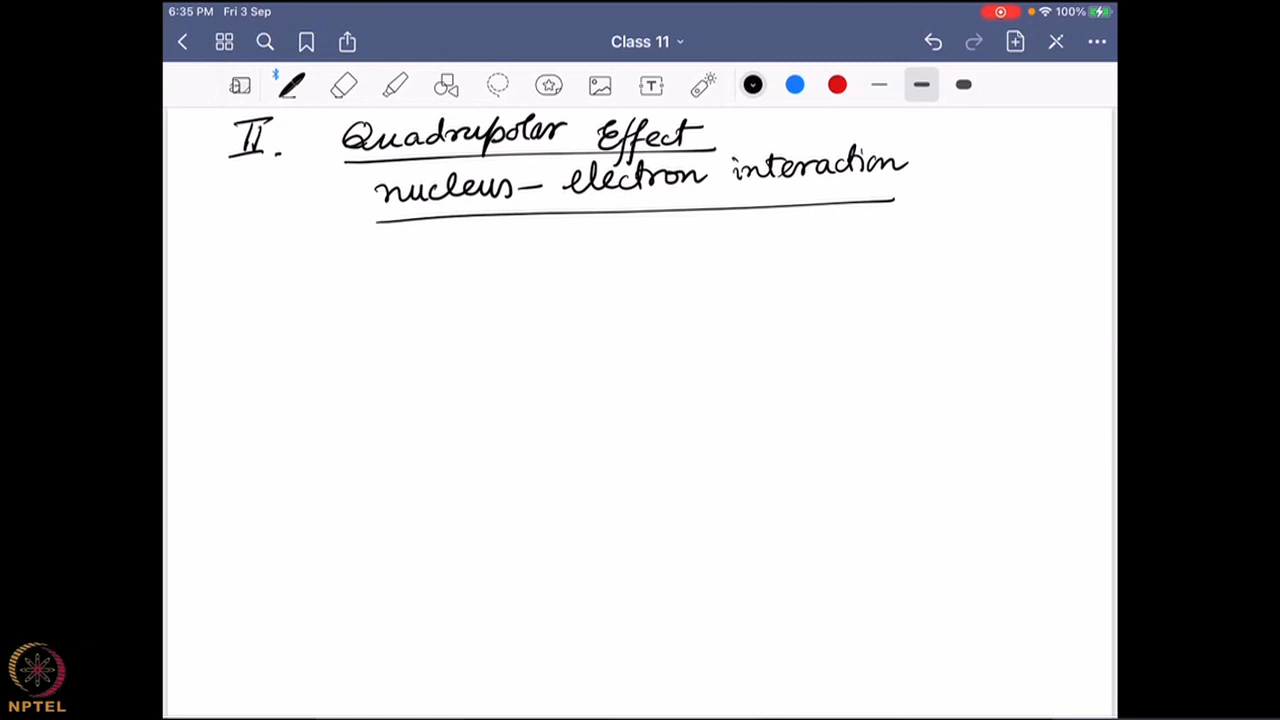 6:35 PM Fri 3 Sep
100%
Class 11
T
II. Quadrupolar Effect
nucleus - electron interaction
NPTEL